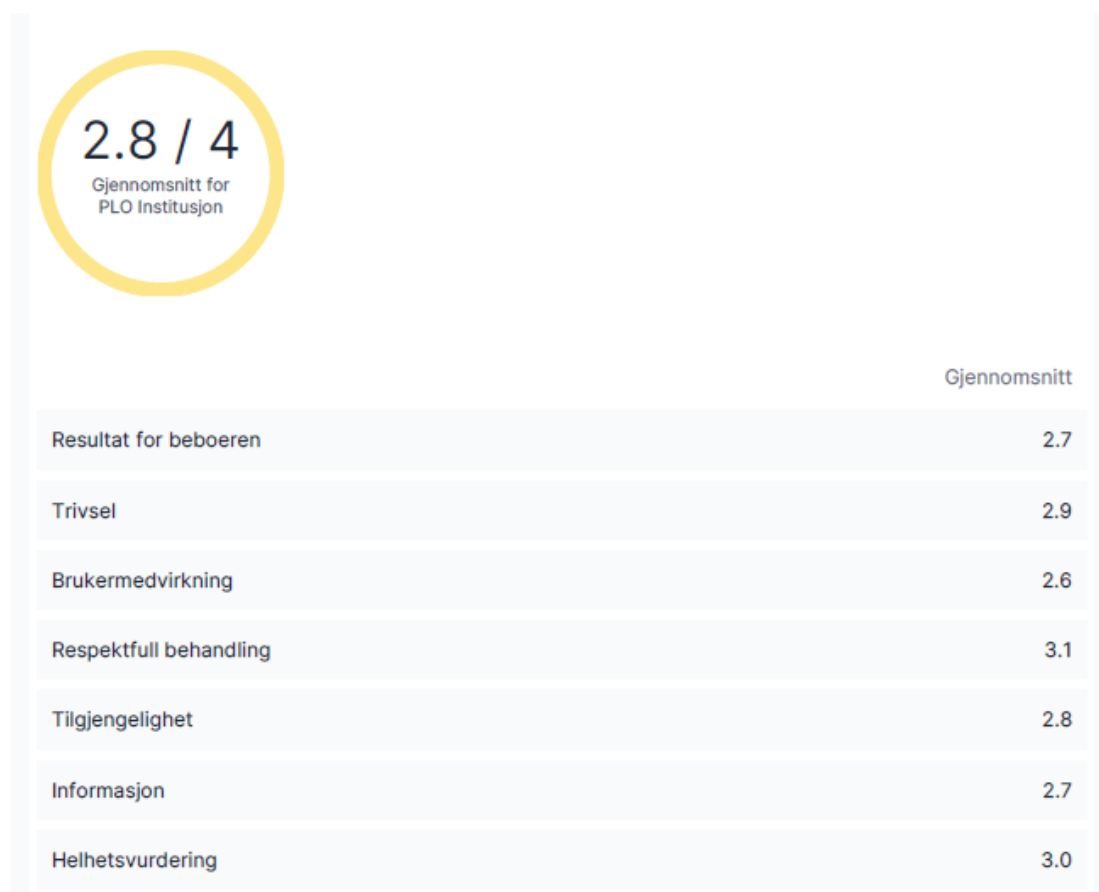 2.8 / 4
Gjennomsnitt for
PLO Institusjon
Gjennomsnitt
Resultat for beboeren 2.7
Trivsel 2.9
Brukermedvirkning 2.6
Respektfull behandling 3.1
Tilgjengelighet 2.8
Informasjon 2.7
Helhetsvurdering 3.0